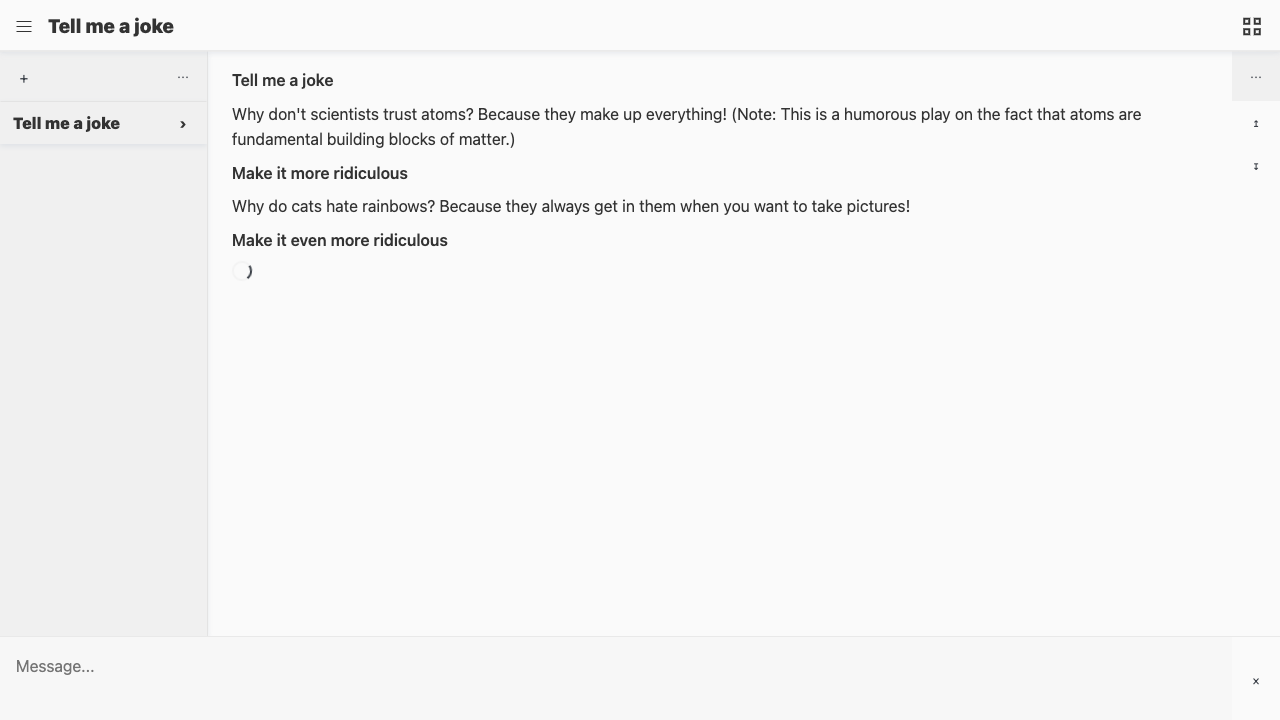 Tell me a joke
+ ...
Tell me a joke ›
Tell me a joke
Why don't scientists trust atoms? Because they make up everything! (Note: This is a humorous play on the fact that atoms are
fundamental building blocks of matter.)
Make it more ridiculous
Why do cats hate rainbows? Because they always get in them when you want to take pictures!
Make it even more ridiculous
...
↥
↧
Message...
x